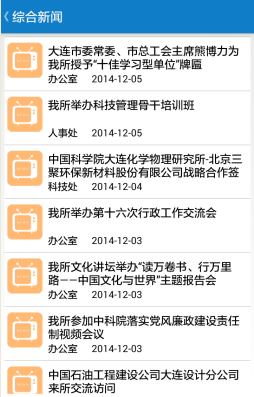 综合新闻
大连市委常委、市总工会主席熊博力为
我所授予"十佳学习型单位"牌匾
办公室 2014-12-05
我所举办科技管理骨干培训班
人事处 2014-12-05
中国科学院大连化学物理研究所-北京三
聚环保新材料股份有限公司战略合作签
科技处 2014-12-04
我所举办第十六次行政工作交流会
办公室 2014-12-03
我所文化讲坛举办"读万卷书、行万里
路——中国文化与世界"主题报告会
办公室 2014-12-03
我所参加中科院落实党风廉政建设责任
制视频会议
办公室 2014-12-03
中国石油工程建设公司大连设计分公司
来所交流访问